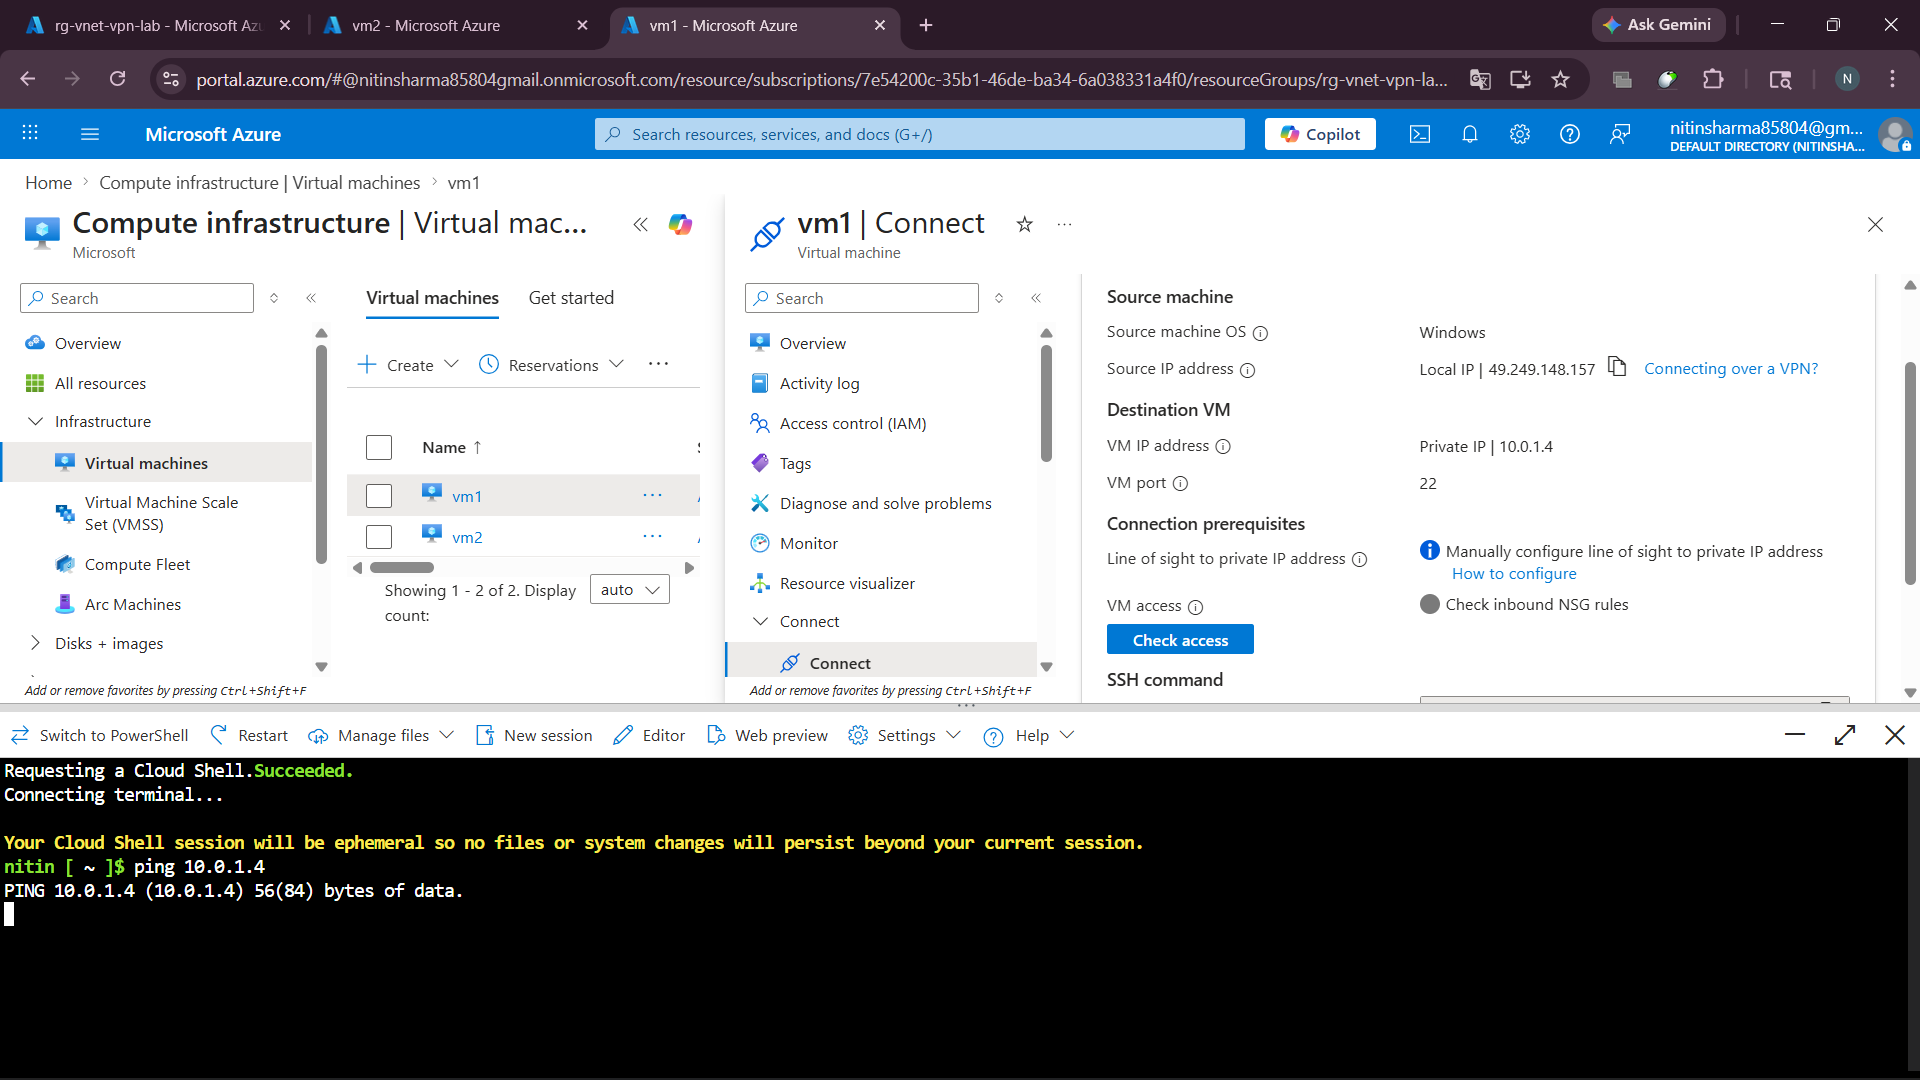 rg-vnet-vpn-lab - Microsoft Az
vm2 - Microsoft Azure
vm1 - Microsoft Azure
Ask Gemini
portal.azure.com/#@nitinsharma85804gmail.onmicrosoft.com/resource/subscriptions/7e54200c-35b1-46de-ba34-6a038331a4f0/resourceGroups/rg-vnet-vpn-la...
N
Microsoft Azure
Search resources, services, and docs (G+/)
Copilot
nitinsharma85804@gm...
DEFAULT DIRECTORY (NITINSHA...
Home > Compute infrastructure | Virtual machines > vm1
Compute infrastructure | Virtual mac...
Microsoft
Search
Overview
All resources
Infrastructure
Virtual machines
Virtual Machine Scale
Set (VMSS)
Compute Fleet
Arc Machines
Disks + images
Add or remove favorites by pressing Ctrl+Shift+F
Virtual machines
Get started
Create
Reservations
Name ↑
vm1
vm2
Showing 1 - 2 of 2. Display
count:
auto
vm1 | Connect
Virtual machine
Search
Overview
Activity log
Access control (IAM)
Tags
Diagnose and solve problems
Monitor
Resource visualizer
Connect
Connect
Add or remove favorites by pressing Ctrl+Shift+F
Source machine
Source machine OS
Windows
Source IP address
Local IP | 49.249.148.157
Connecting over a VPN?
Destination VM
VM IP address
Private IP | 10.0.1.4
VM port
22
Connection prerequisites
Line of sight to private IP address
Manually configure line of sight to private IP address
How to configure
VM access
Check inbound NSG rules
Check access
SSH command
Switch to PowerShell
Restart
Manage files
New session
Editor
Web preview
Settings
Help
Requesting a Cloud Shell.Succeeded.
Connecting terminal...
Your Cloud Shell session will be ephemeral so no files or system changes will persist beyond your current session.
nitin [ ~ ]$ ping 10.0.1.4
PING 10.0.1.4 (10.0.1.4) 56(84) bytes of data.